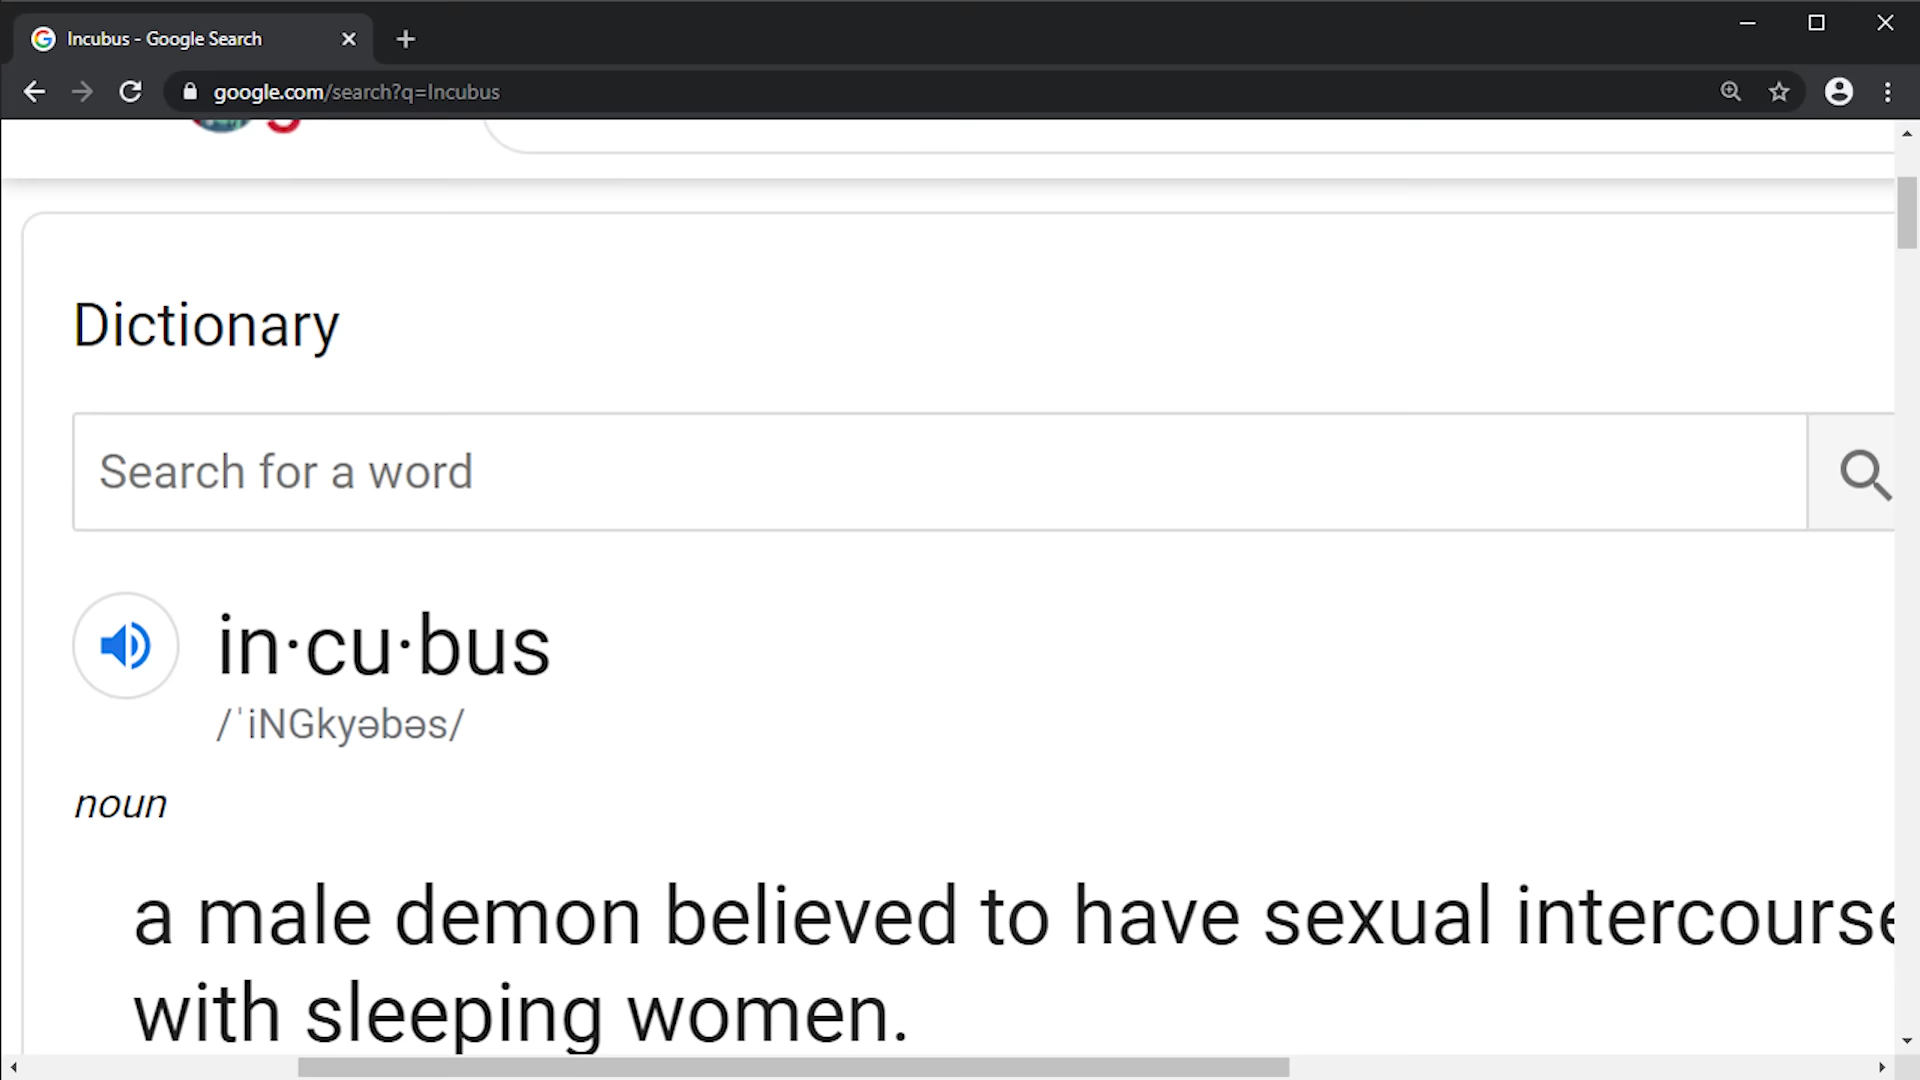 Incubus - Google Search
google.com/search?q=Incubus
Dictionary
Search for a word
in·cu·bus
/ˈiNGkyəbəs/
noun
a male demon believed to have sexual intercourse
with sleeping women.